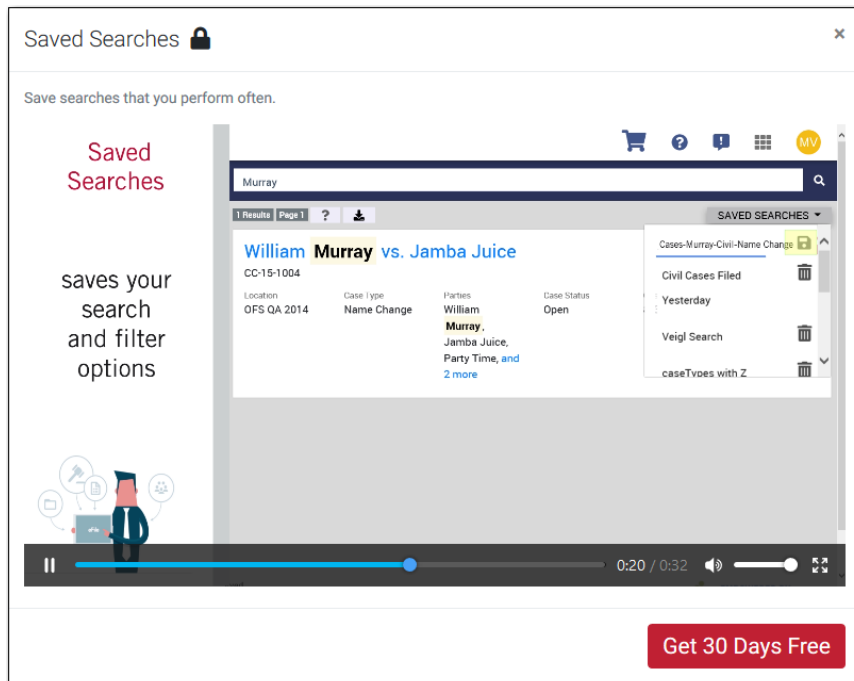 Saved Searches
×
Save searches that you perform often.
Saved
Searches
saves your
search
and filter
options
MV
Murray
1 Results Page 1 ?
SAVED SEARCHES
William Murray vs. Jamba Juice
CC-15-1004
Location Case Type Parties Case Status
OFS QA 2014 Name Change William Open
Murray,
Jamba Juice,
Party Time, and
2 more
Cases-Murray-Civil-Name Change
Civil Cases Filed
Yesterday
Veigl Search
caseTypes with Z
0:20 / 0:32
Get 30 Days Free